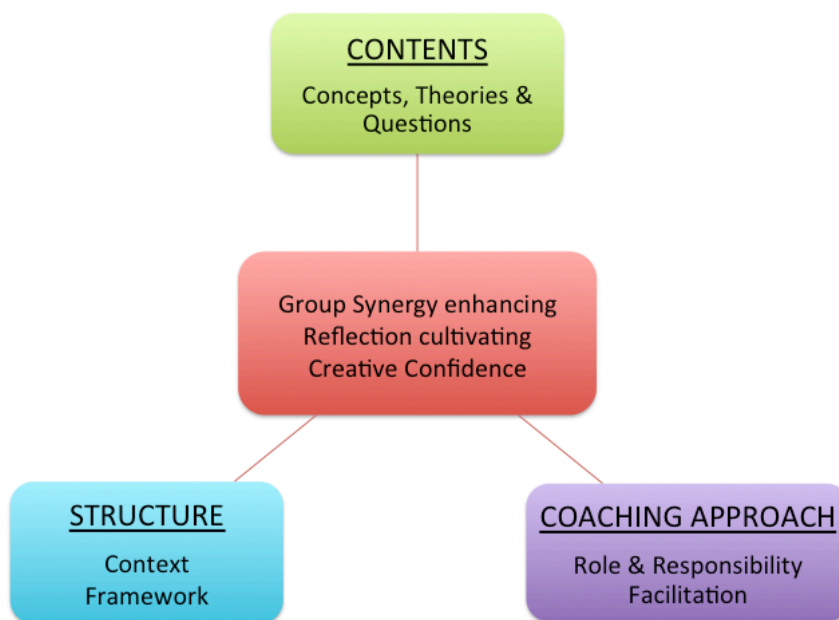 CONTENTS
Concepts, Theories &
Questions
Group Synergy enhancing
Reflection cultivating
Creative Confidence
STRUCTURE
Context
Framework
COACHING APPROACH
Role & Responsibility
Facilitation